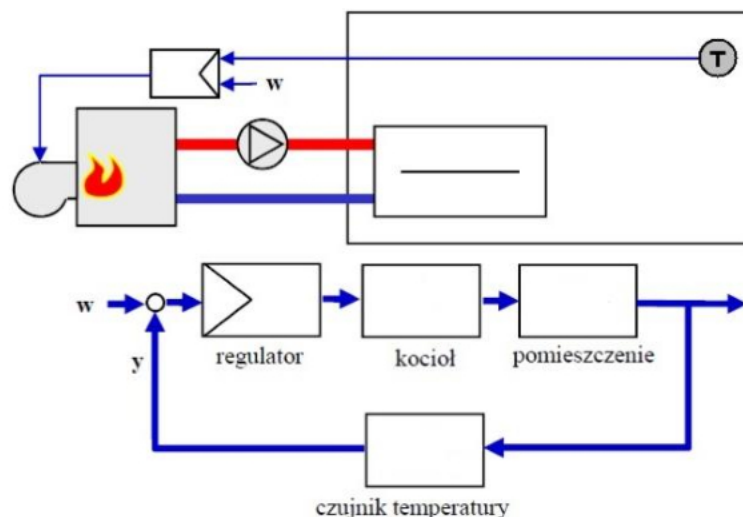 T
w
w
regulator
kocioł
pomieszczenie
y
czujnik temperatury